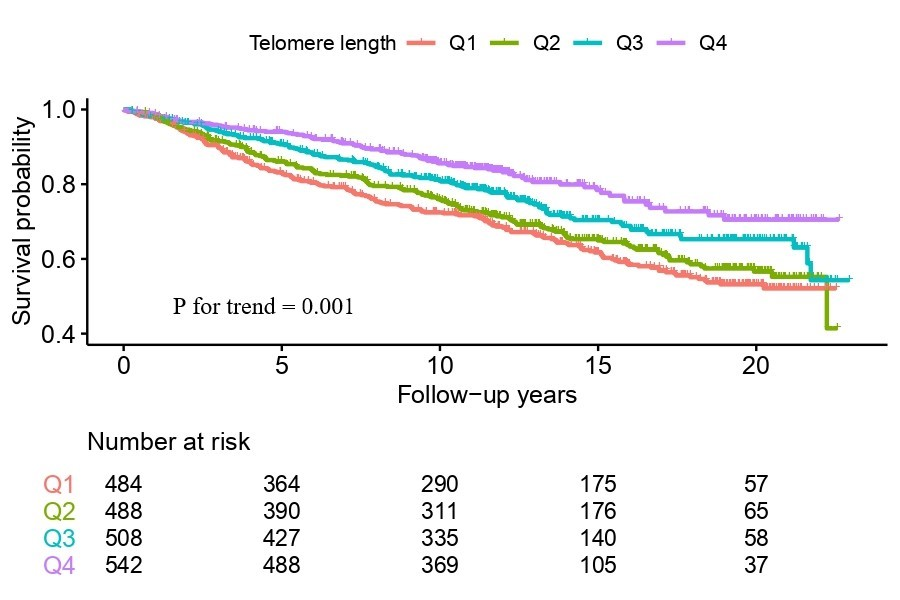 Telomere length Q1 Q2 Q3 Q4
Survival probability
1.0
0.8
0.6
0.4
P for trend = 0.001
0 5 10 15 20
Follow−up years
Number at risk
Q1 484 364 290 175 57
Q2 488 390 311 176 65
Q3 508 427 335 140 58
Q4 542 488 369 105 37